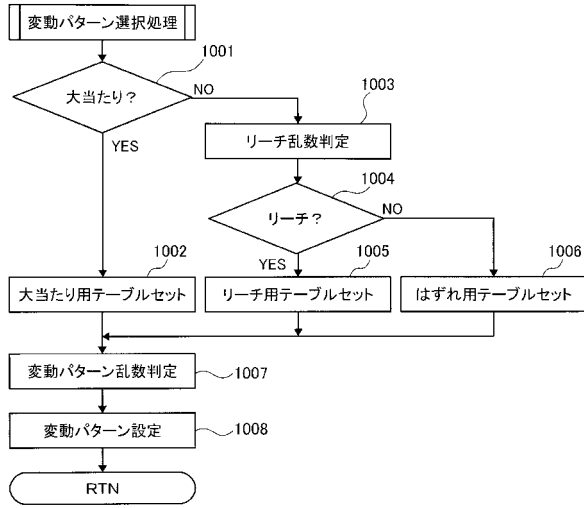 変動パターン選択処理
1001
大当たり？
NO
1003
YES
リーチ乱数判定
1004
リーチ？
NO
YES
1002
1005
1006
大当たり用テーブルセット
リーチ用テーブルセット
はずれ用テーブルセット
変動パターン乱数判定
1007
変動パターン設定
1008
RTN